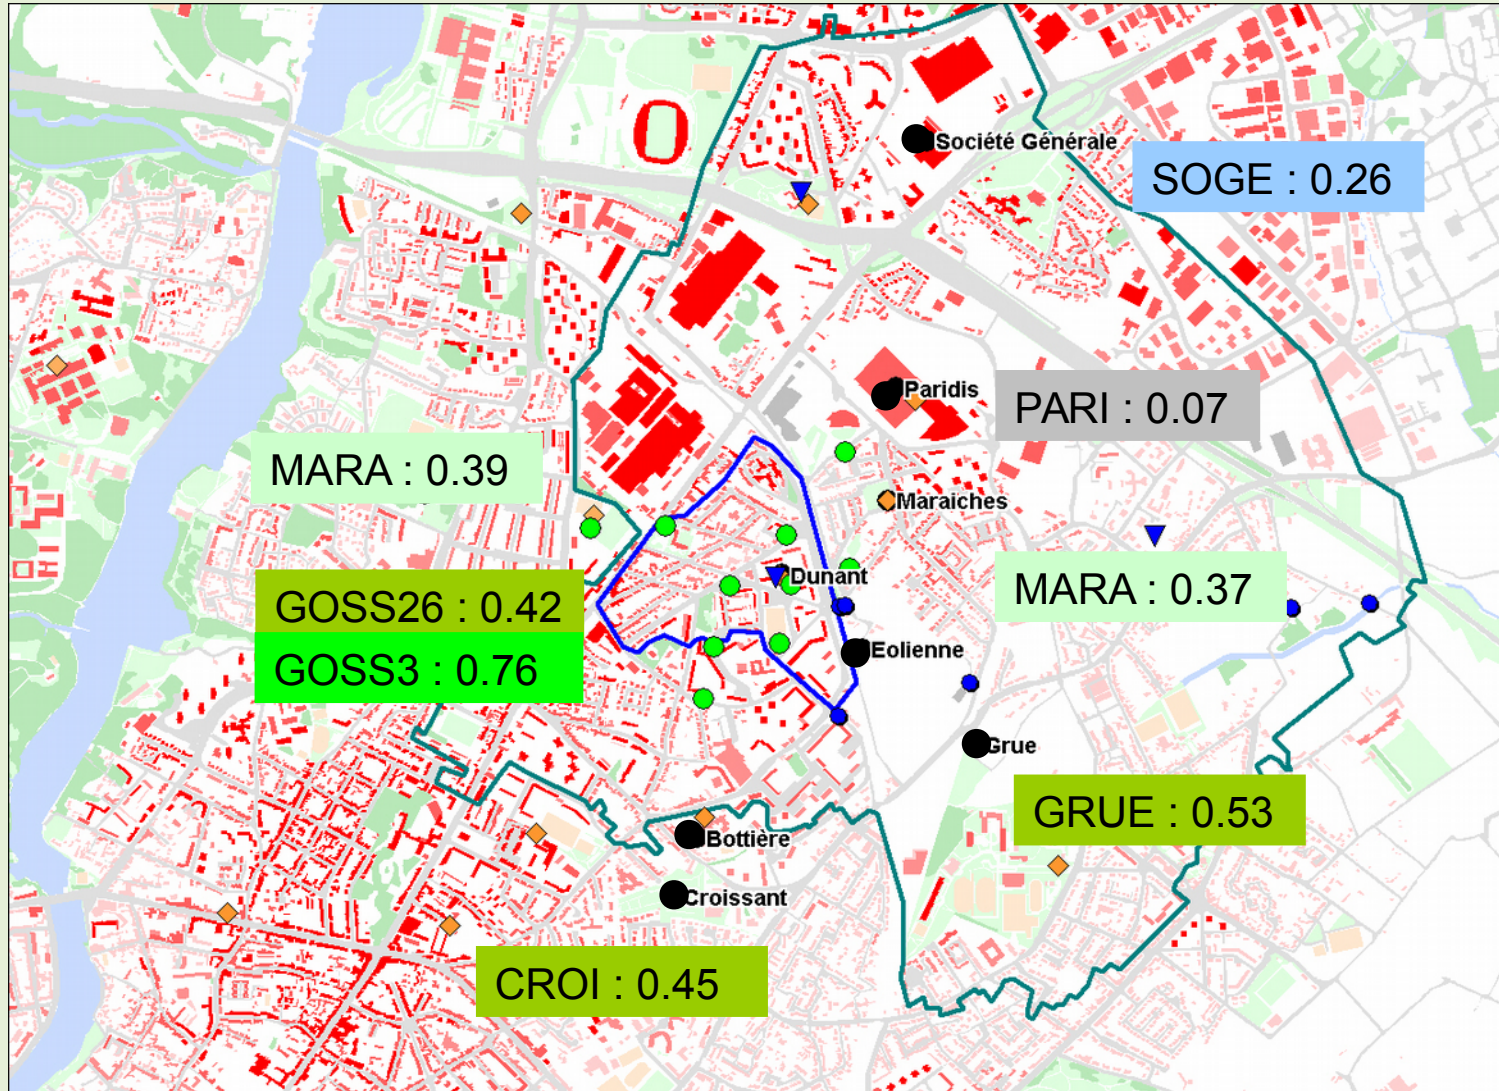 Société Générale
SOGE : 0.26
Paridis
PARI : 0.07
MARA : 0.39
Maraiches
GOSS26 : 0.42
Dunant
MARA : 0.37
GOSS3 : 0.76
Eolienne
Grue
GRUE : 0.53
Bottière
Croissant
CROI : 0.45